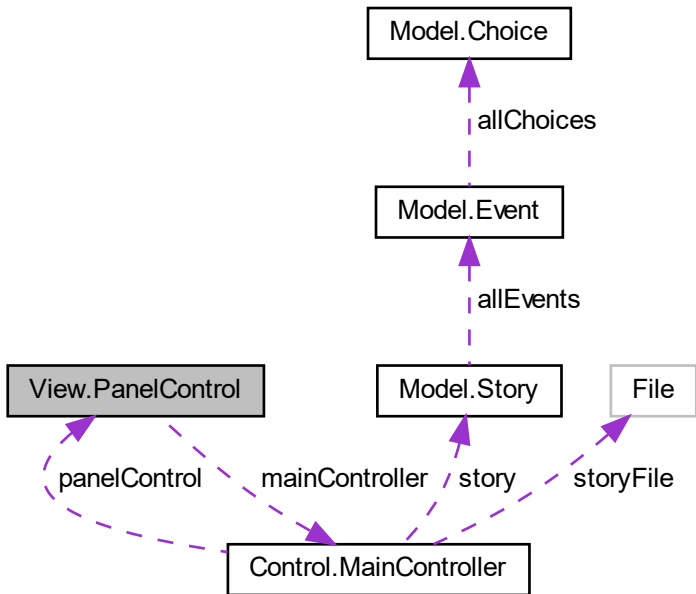 Model.Choice
allChoices
Model.Event
allEvents
View.PanelControl
Model.Story
File
panelControl
mainController
story
storyFile
Control.MainController